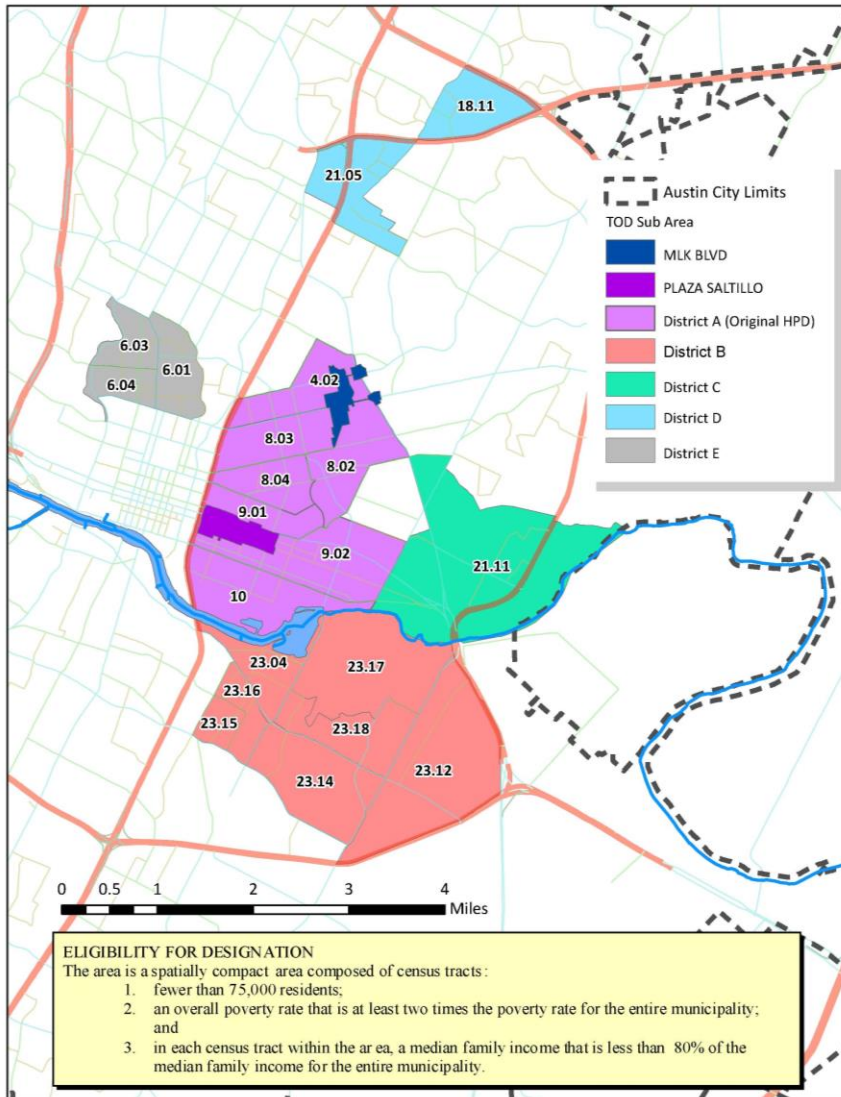 18.11
21.05
Austin City Limits
TOD Sub Area
MLK BLVD
PLAZA SALTILLO
District A (Original HPD)
District B
District C
District D
District E
6.03
6.01
6.04
4.02
8.03
8.02
8.04
9.01
9.02
21.11
10
23.04
23.17
23.16
23.15
23.18
23.14
23.12
0 0.5 1 2 3 4
Miles
ELIGIBILITY FOR DESIGNATION
The area is a spatially compact area composed of census tracts:
1. fewer than 75,000 residents;
2. an overall poverty rate that is at least two times the poverty rate for the entire municipality;
and
3. in each census tract within the area, a median family income that is less than 80% of the
median family income for the entire municipality.